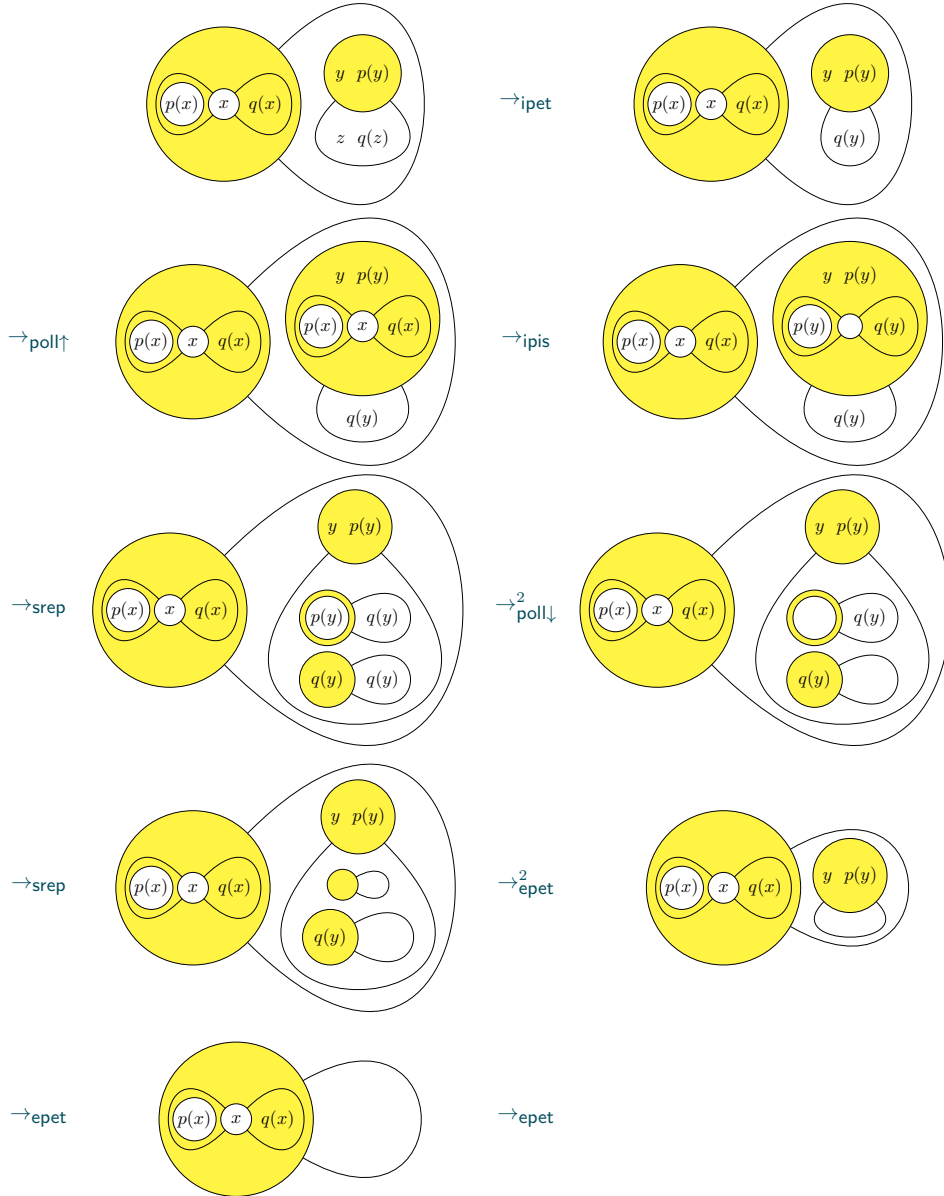 p(x) x q(x) y p(y) →ipet p(x) x q(x) y p(y)
z q(z) q(y)
y p(y) y p(y)
→poll↑ p(x) x q(x) p(x) x q(x) →ipis p(x) x q(x) p(y) q(y)
q(y) q(y)
y p(y) y p(y)
→srep p(x) x q(x) p(y) q(y) →²poll↓ p(x) x q(x) q(y)
q(y) q(y) q(y)
y p(y)
→srep p(x) x q(x) →²epet p(x) x q(x) y p(y)
q(y)
→epet p(x) x q(x) →epet